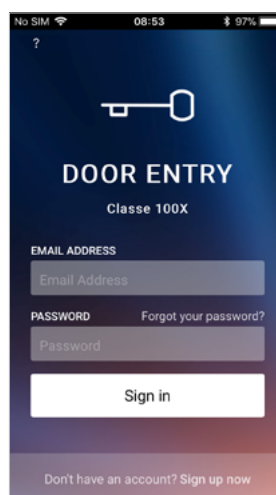 No SIM 08:53 97%
?
DOOR ENTRY
Classe 100X
EMAIL ADDRESS
Email Address
PASSWORD Forgot your password?
Password
Sign in
Don't have an account? Sign up now